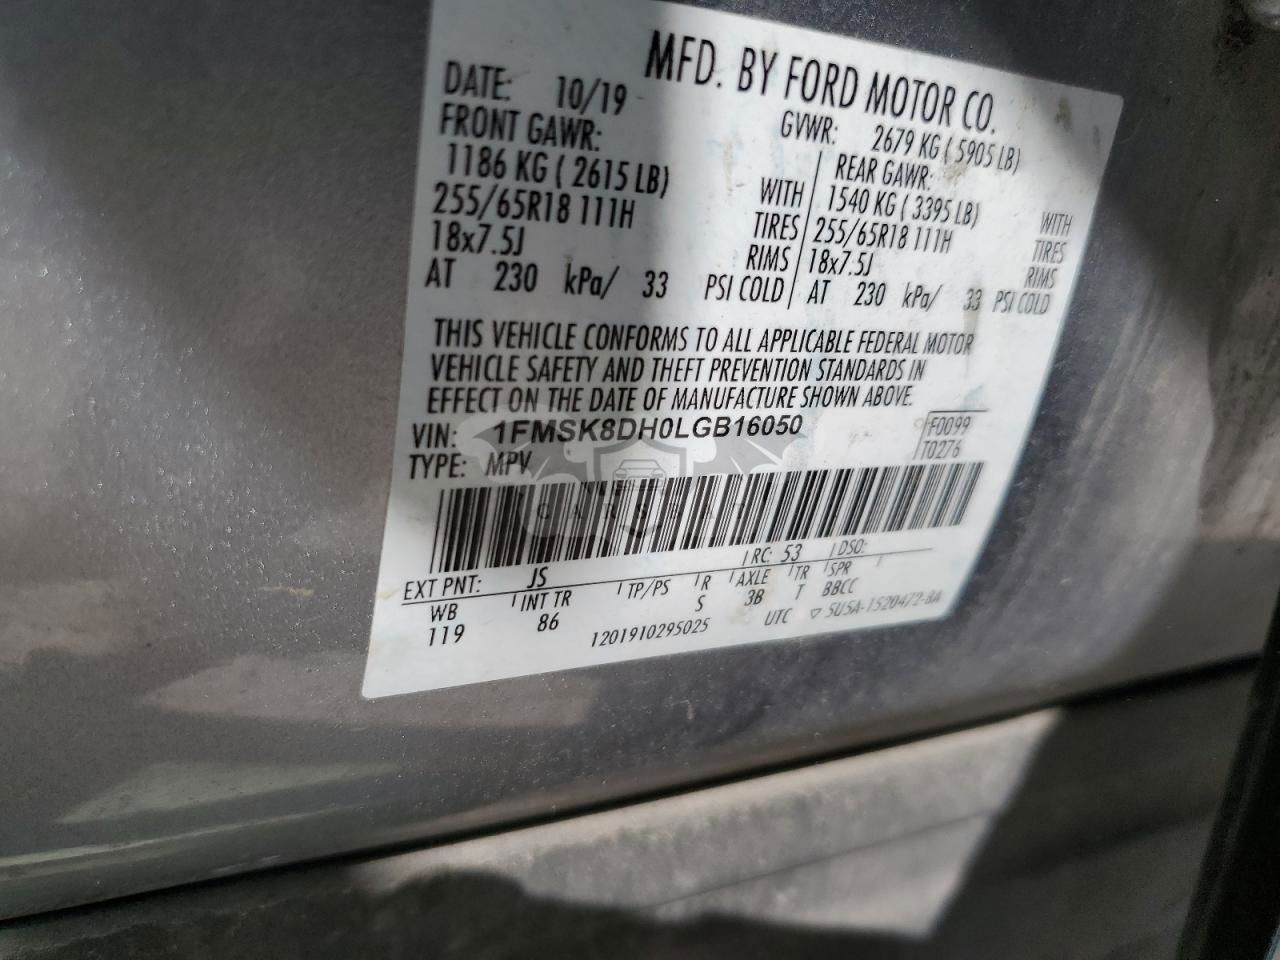 MFD. BY FORD MOTOR CO.
DATE: 10/19 GVWR: 2679 KG ( 5905 LB)
FRONT GAWR: REAR GAWR:
1186 KG ( 2615 LB) WITH 1540 KG ( 3395 LB) WITH
255/65R18 111H TIRES 255/65R18 111H TIRES
18x7.5J RIMS 18x7.5J RIMS
AT 230 kPa/ 33 PSI COLD AT 230 kPa/ 33 PSI COLD
THIS VEHICLE CONFORMS TO ALL APPLICABLE FEDERAL MOTOR
VEHICLE SAFETY AND THEFT PREVENTION STANDARDS IN
EFFECT ON THE DATE OF MANUFACTURE SHOWN ABOVE.
VIN: 1FMSK8DH0LGB16050 F0099
TYPE: MPV T0276
CARSBAT
EXT PNT: JS RC: 53 DSO:
WB INT TR TP/PS R AXLE TR SPR
119 86 S 3B T BBCC
1201910295025 UTC ▽ 5U5A-1520472-BA